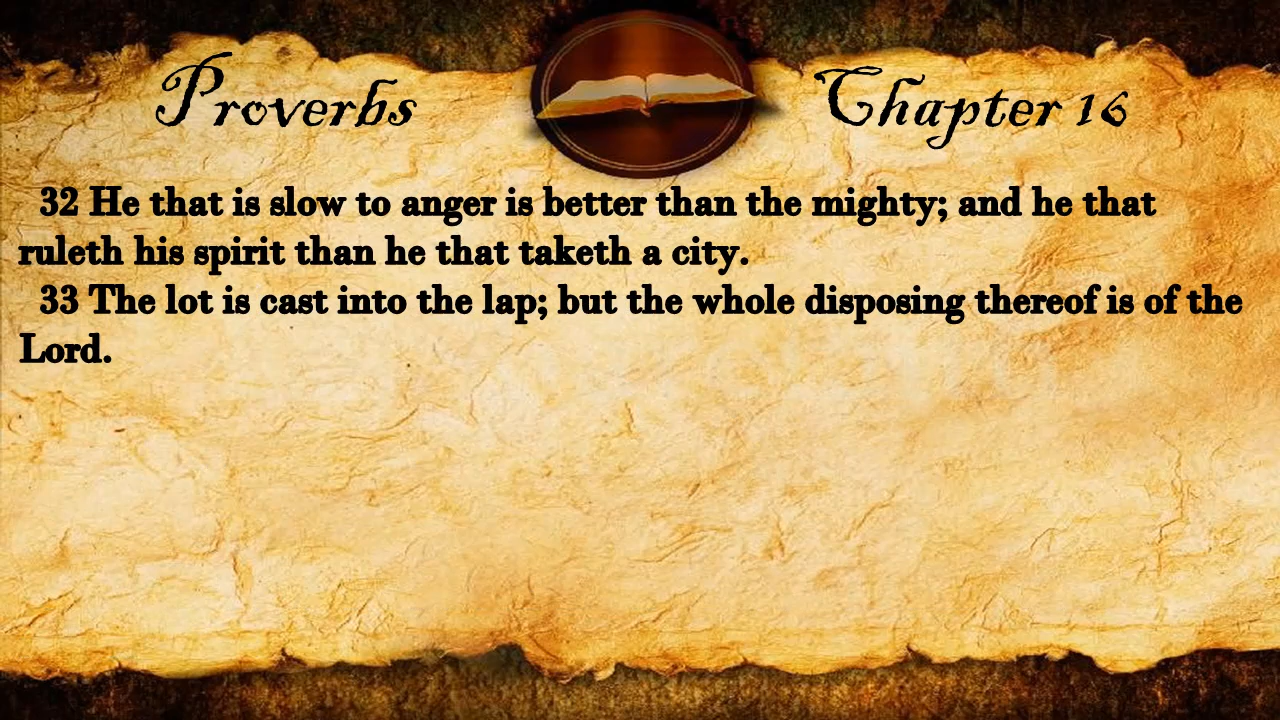 Proverbs Chapter 16
32 He that is slow to anger is better than the mighty; and he that
ruleth his spirit than he that taketh a city.
33 The lot is cast into the lap; but the whole disposing thereof is of the
Lord.